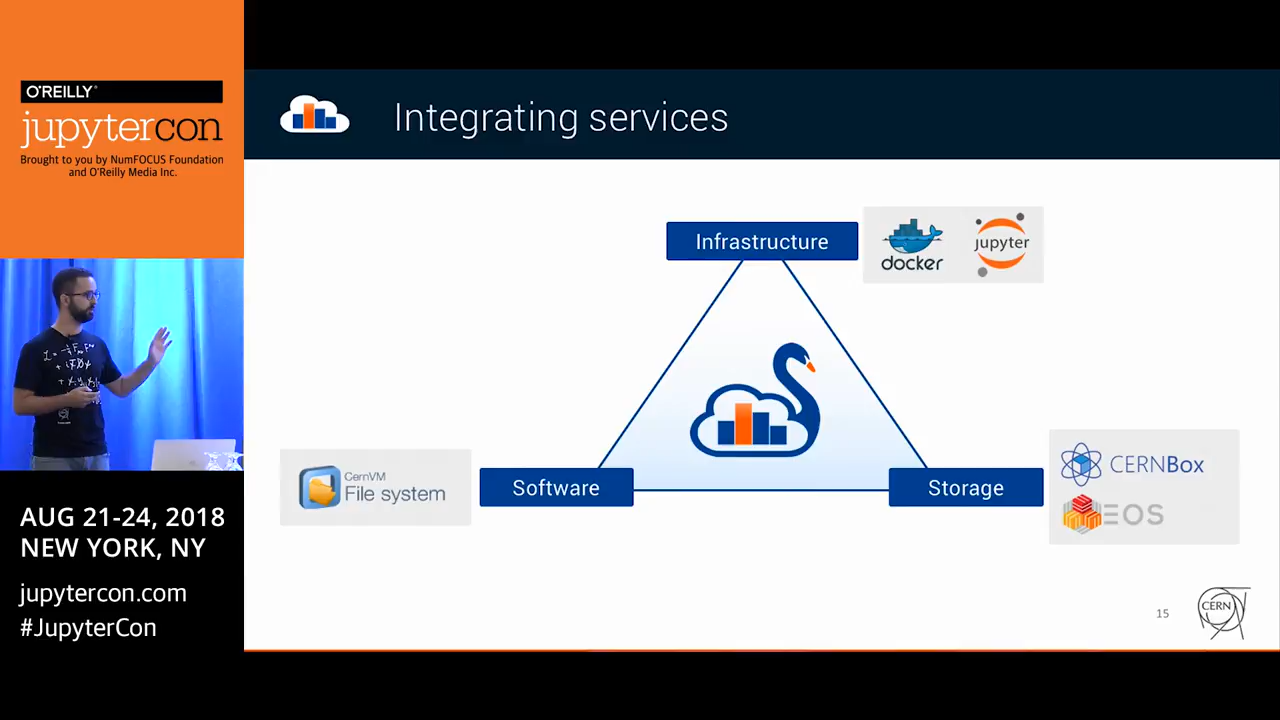 O'REILLY®
jupytercon
Brought to you by NumFOCUS Foundation
and O'Reilly Media Inc.
AUG 21-24, 2018
NEW YORK, NY
jupytercon.com
#JupyterCon
Integrating services
Infrastructure
docker
jupyter
CernVM
File system
Software
Storage
CERNBox
EOS
15
CERN